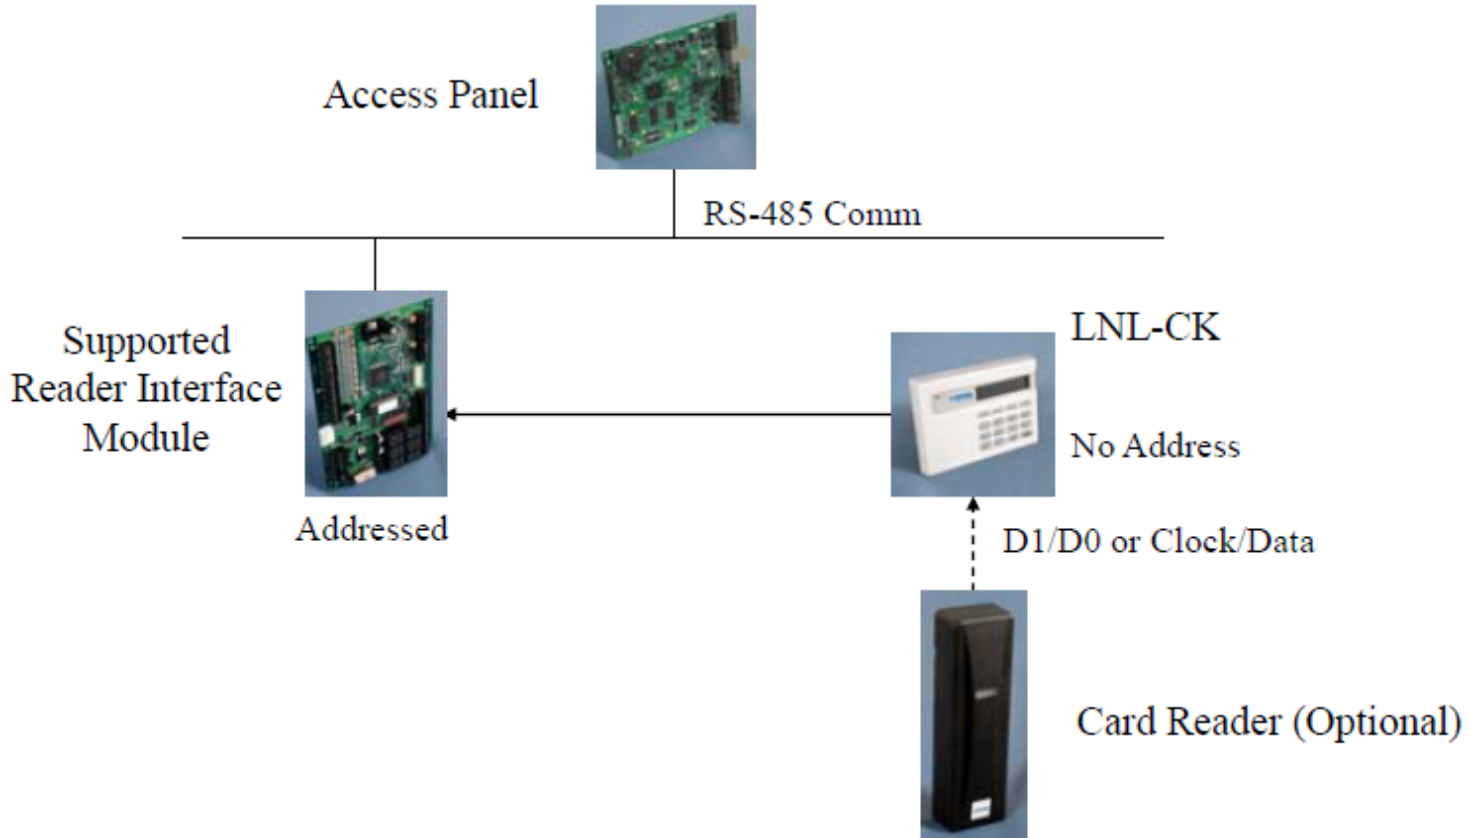 Access Panel
RS-485 Comm
Supported
Reader Interface
Module
Addressed
LNL-CK
No Address
D1/D0 or Clock/Data
Card Reader (Optional)